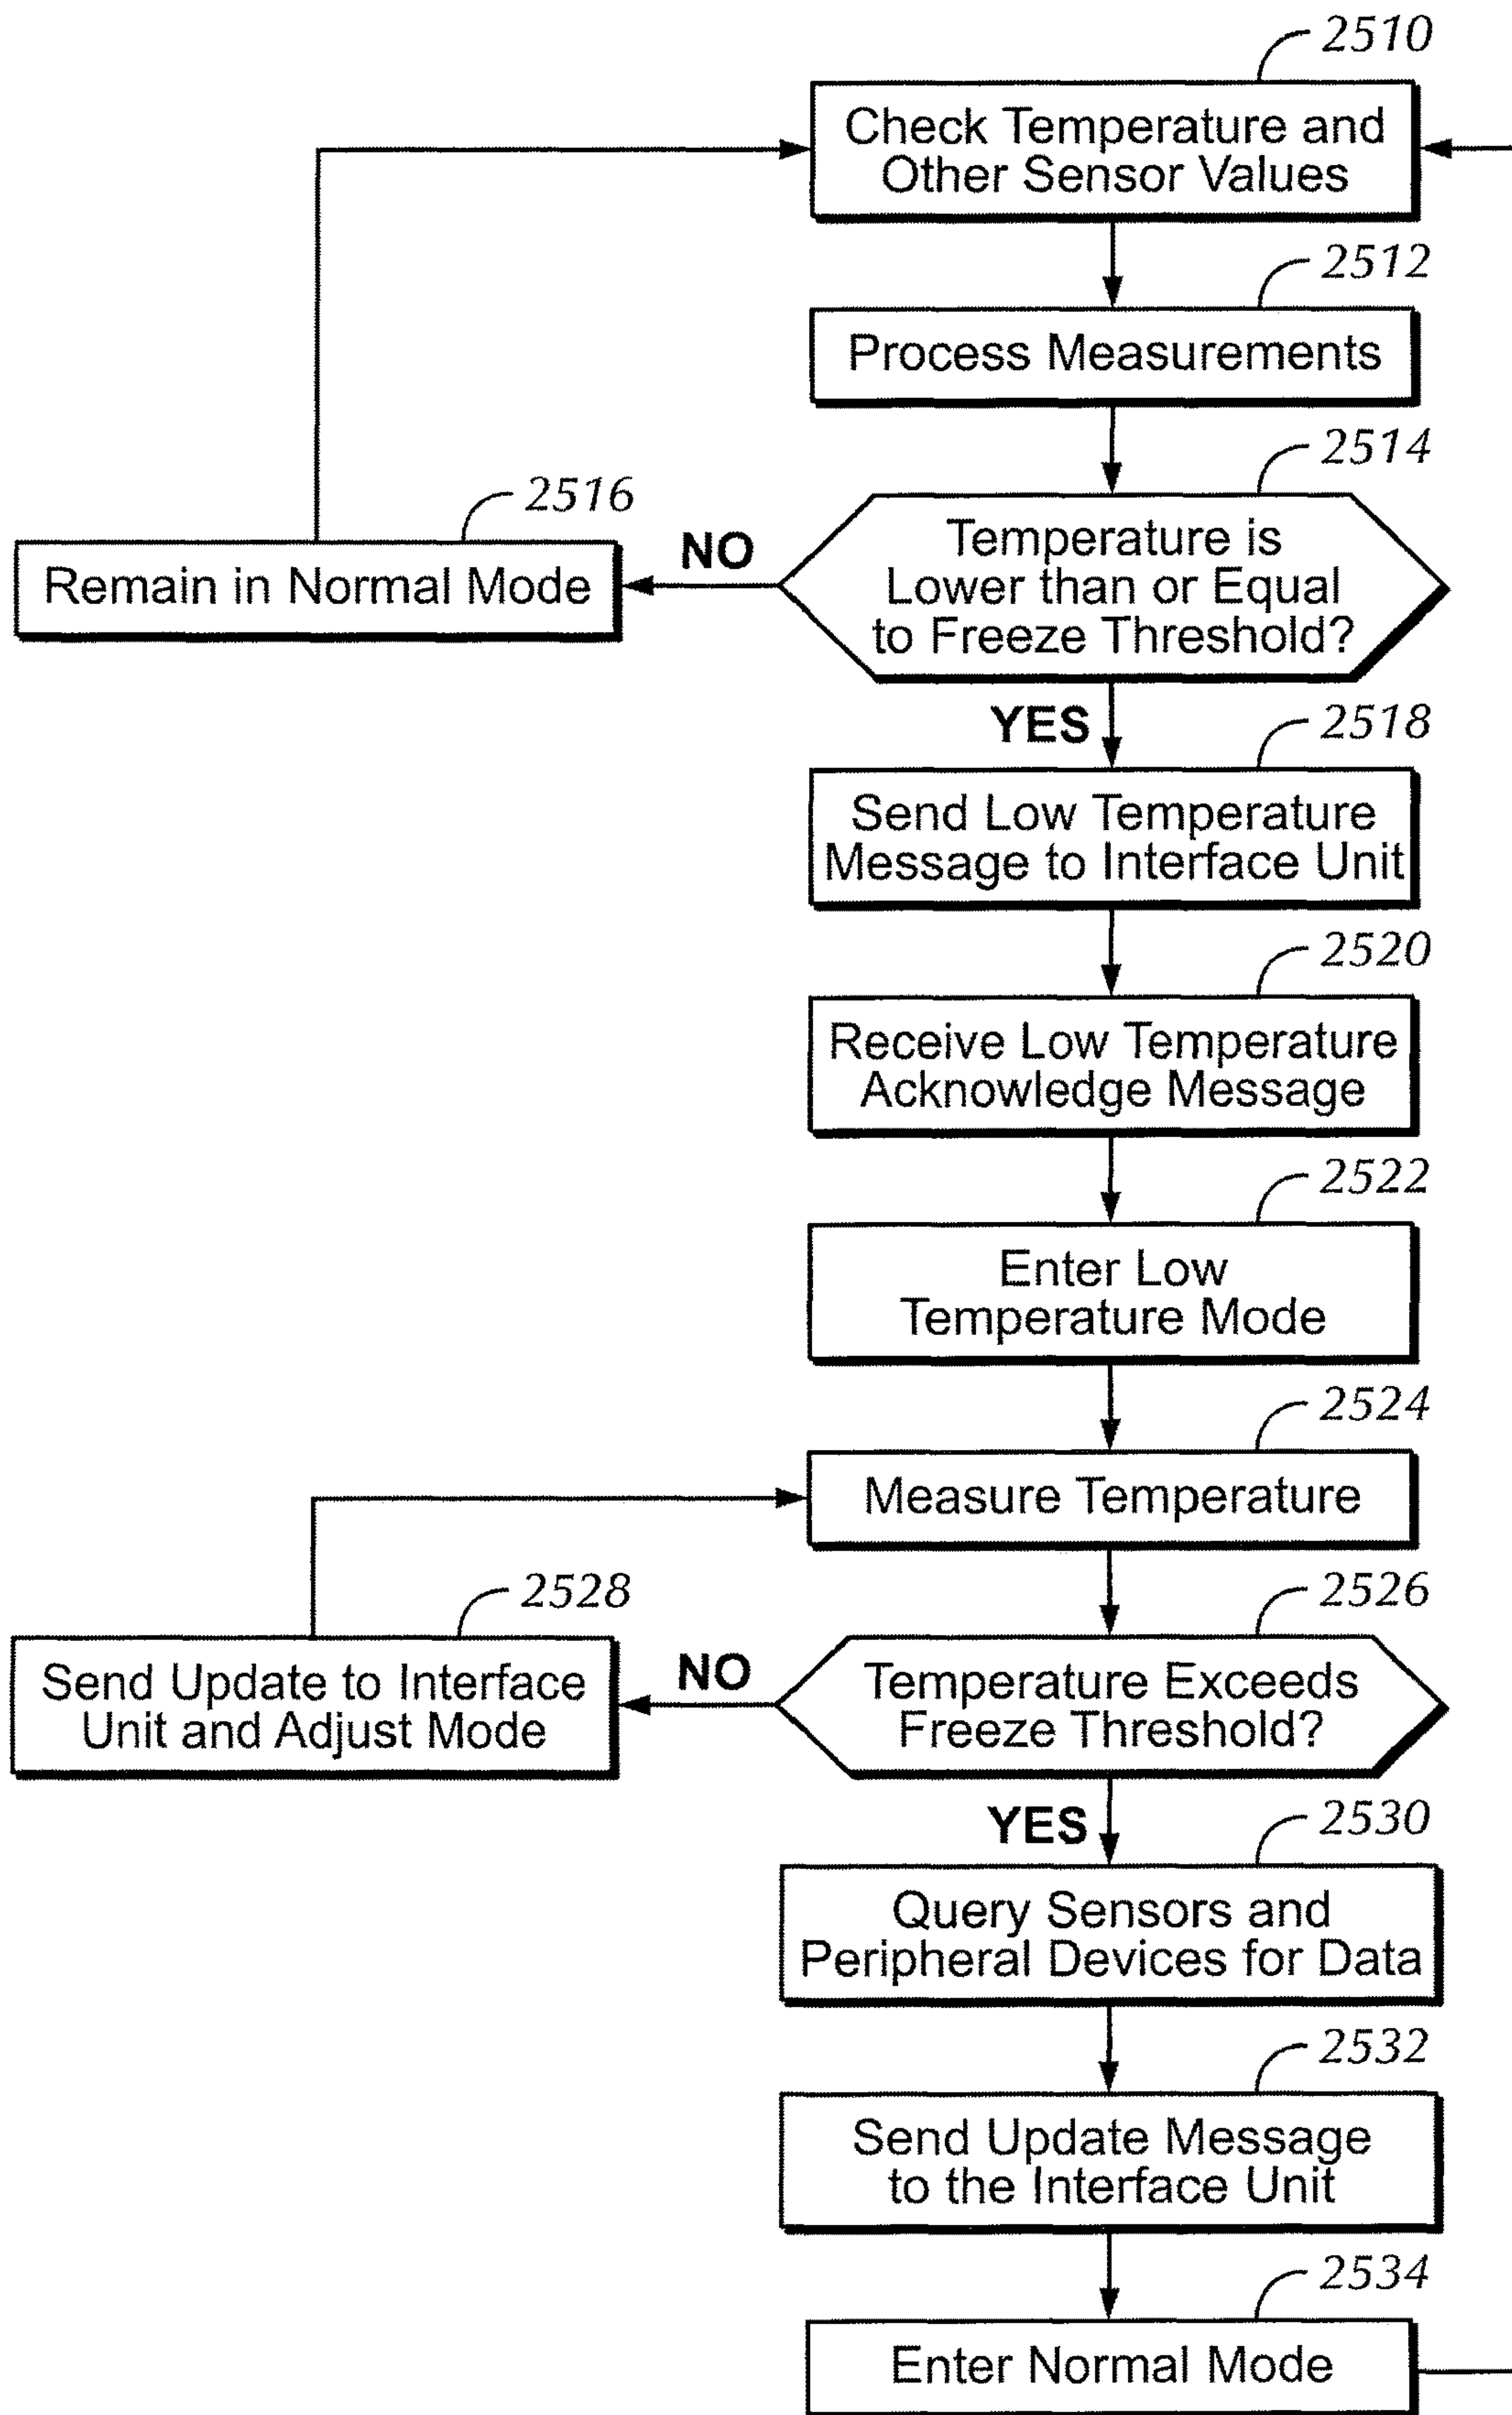 2510
Check Temperature and
Other Sensor Values
2512
Process Measurements
2514
Temperature is
Lower than or Equal
to Freeze Threshold?
NO
2516
Remain in Normal Mode
YES
2518
Send Low Temperature
Message to Interface Unit
2520
Receive Low Temperature
Acknowledge Message
2522
Enter Low
Temperature Mode
2524
Measure Temperature
2526
Temperature Exceeds
Freeze Threshold?
NO
2528
Send Update to Interface
Unit and Adjust Mode
YES
2530
Query Sensors and
Peripheral Devices for Data
2532
Send Update Message
to the Interface Unit
2534
Enter Normal Mode